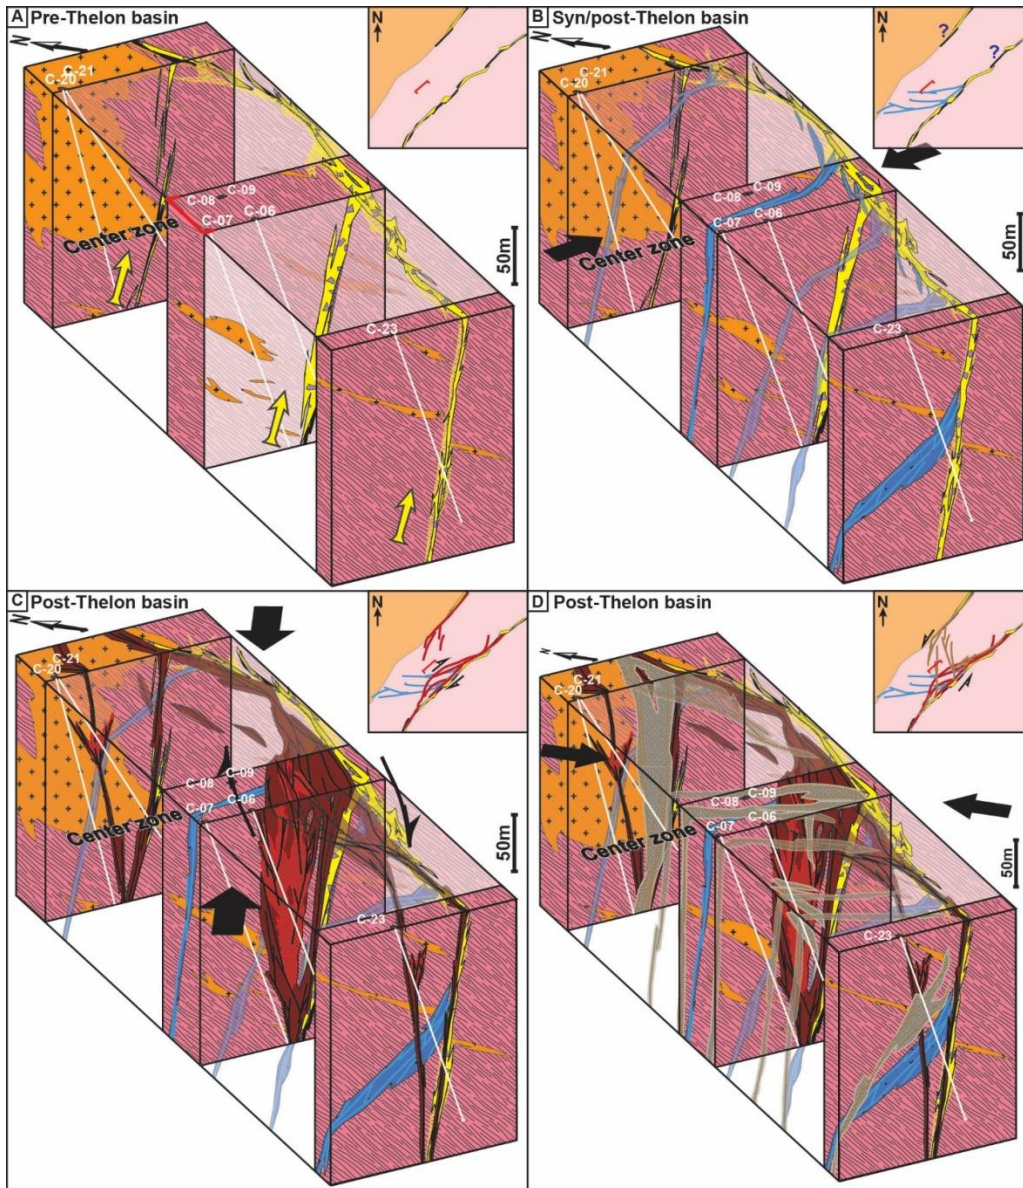 A Pre-Thelon basin
N
N
C-21
C-20
C-09
C-08
C-06
C-07
Center zone
C-23
50m
B Syn/post-Thelon basin
N
N
?
?
C-21
C-20
C-09
C-08
C-06
C-07
Center zone
C-23
50m
C Post-Thelon basin
N
N
C-21
C-20
C-09
C-08
C-06
C-07
Center zone
C-23
50m
D Post-Thelon basin
N
N
C-21
C-20
C-09
C-08
C-06
C-07
Center zone
C-23
50m